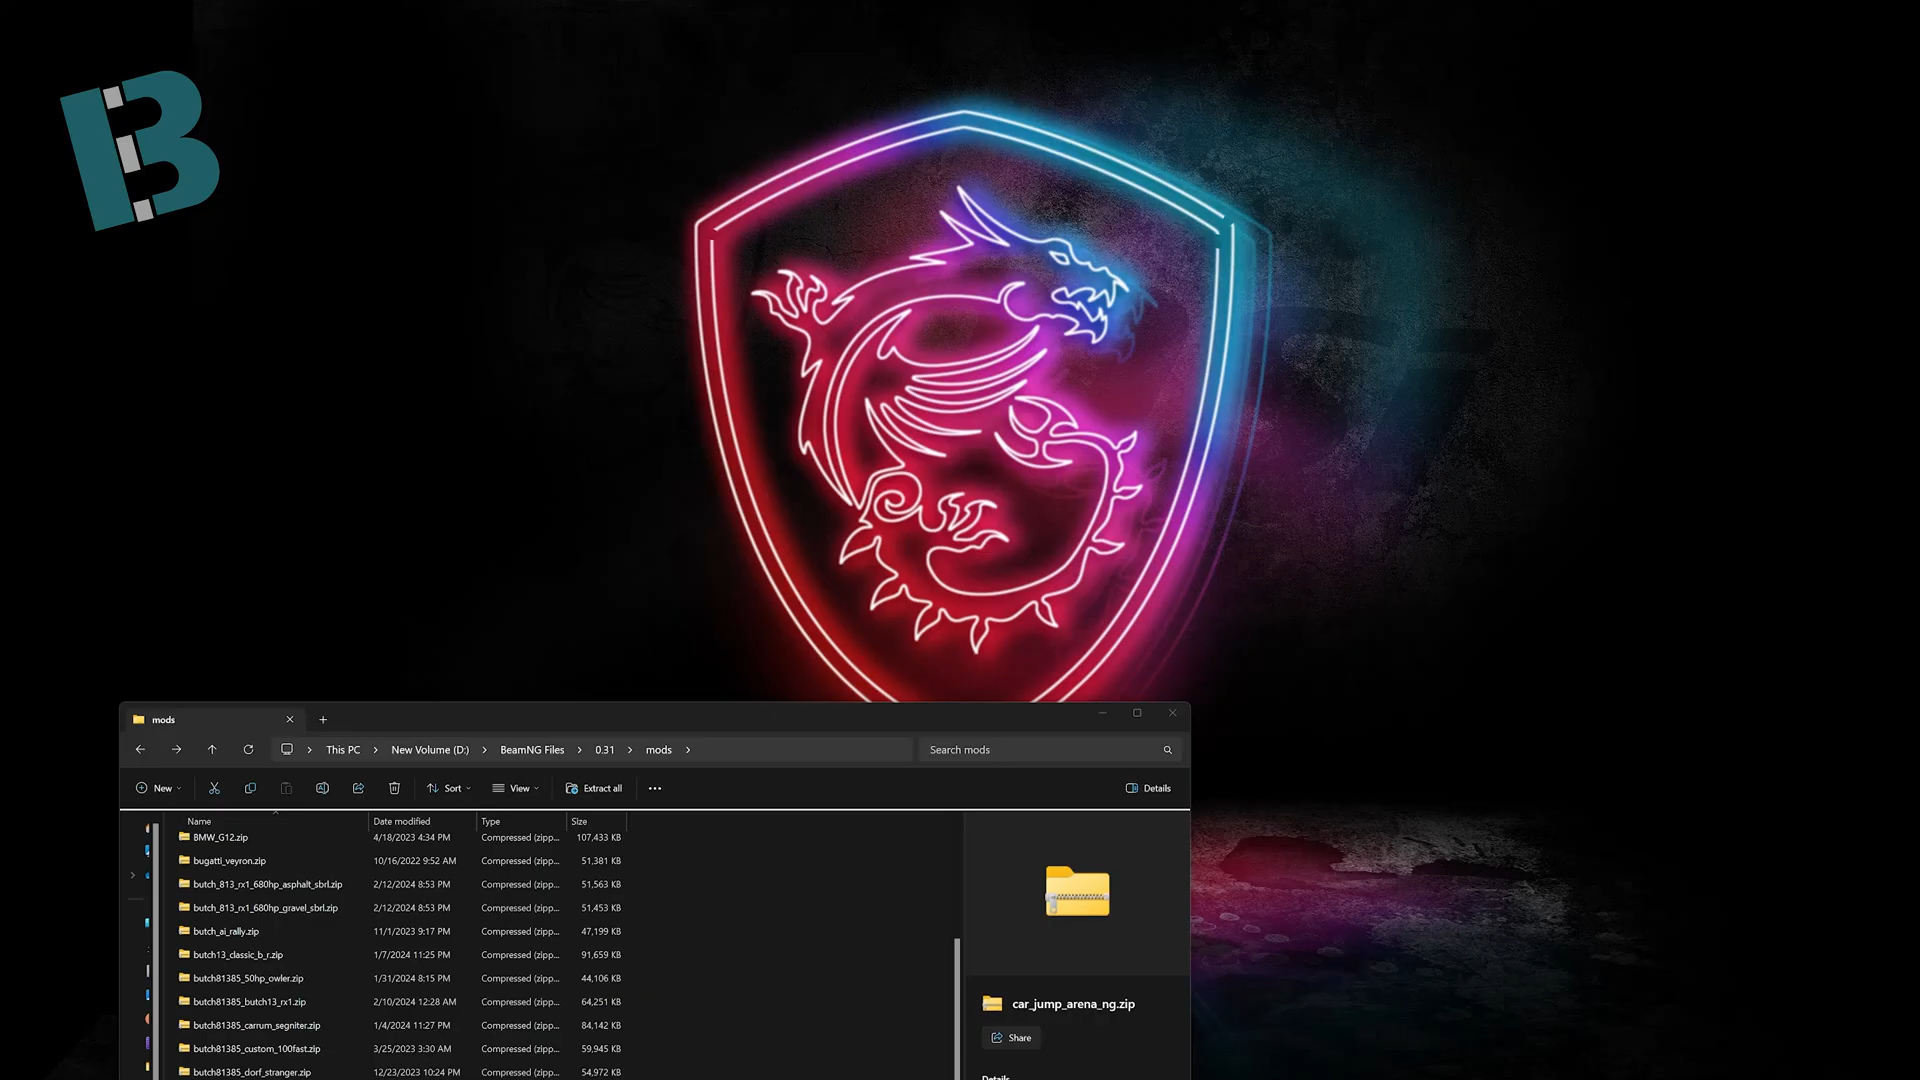 B
mods
This PC > New Volume (D:) > BeamNG Files > 0.31 > mods >
Search mods
New
Sort
View
Extract all
Details
Name Date modified Type Size
BMW_G12.zip 4/18/2023 4:34 PM Compressed (zipp... 107,433 KB
bugatti_veyron.zip 10/16/2022 9:52 AM Compressed (zipp... 51,381 KB
butch_813_rx1_680hp_asphalt_sbrl.zip 2/12/2024 8:53 PM Compressed (zipp... 51,563 KB
butch_813_rx1_680hp_gravel_sbrl.zip 2/12/2024 8:53 PM Compressed (zipp... 51,453 KB
butch_ai_rally.zip 11/1/2023 9:17 PM Compressed (zipp... 47,199 KB
butch13_classic_b_r.zip 1/7/2024 11:25 PM Compressed (zipp... 91,659 KB
butch81385_50hp_owler.zip 1/31/2024 8:15 PM Compressed (zipp... 44,106 KB
butch81385_butch13_rx1.zip 2/10/2024 12:28 AM Compressed (zipp... 64,251 KB
butch81385_carrum_segniter.zip 1/4/2024 11:27 PM Compressed (zipp... 84,142 KB
butch81385_custom_100fast.zip 3/25/2023 3:30 AM Compressed (zipp... 59,945 KB
butch81385_dorf_stranger.zip 12/23/2023 10:24 PM Compressed (zipp... 54,972 KB
car_jump_arena_ng.zip
Share
Details